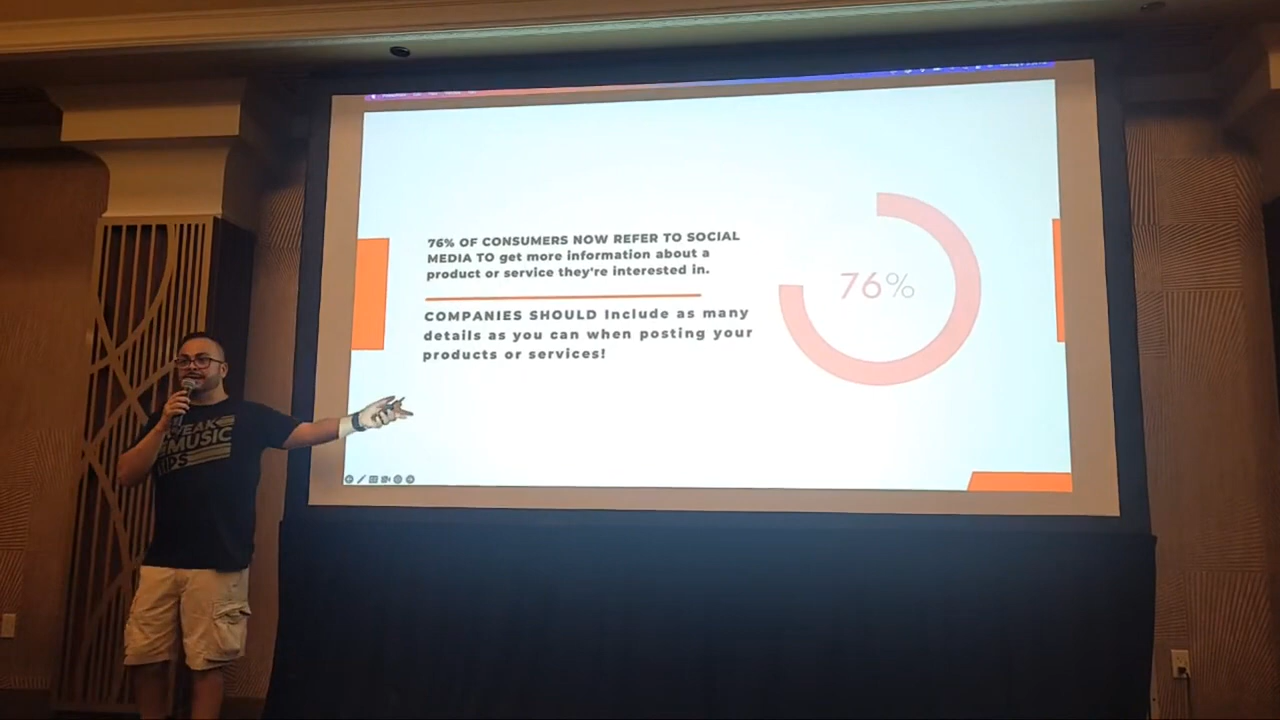 76% OF CONSUMERS NOW REFER TO SOCIAL
MEDIA TO get more information about a
product or service they're interested in.
COMPANIES SHOULD Include as many
details as you can when posting your
products or services!
76%
MUSIC